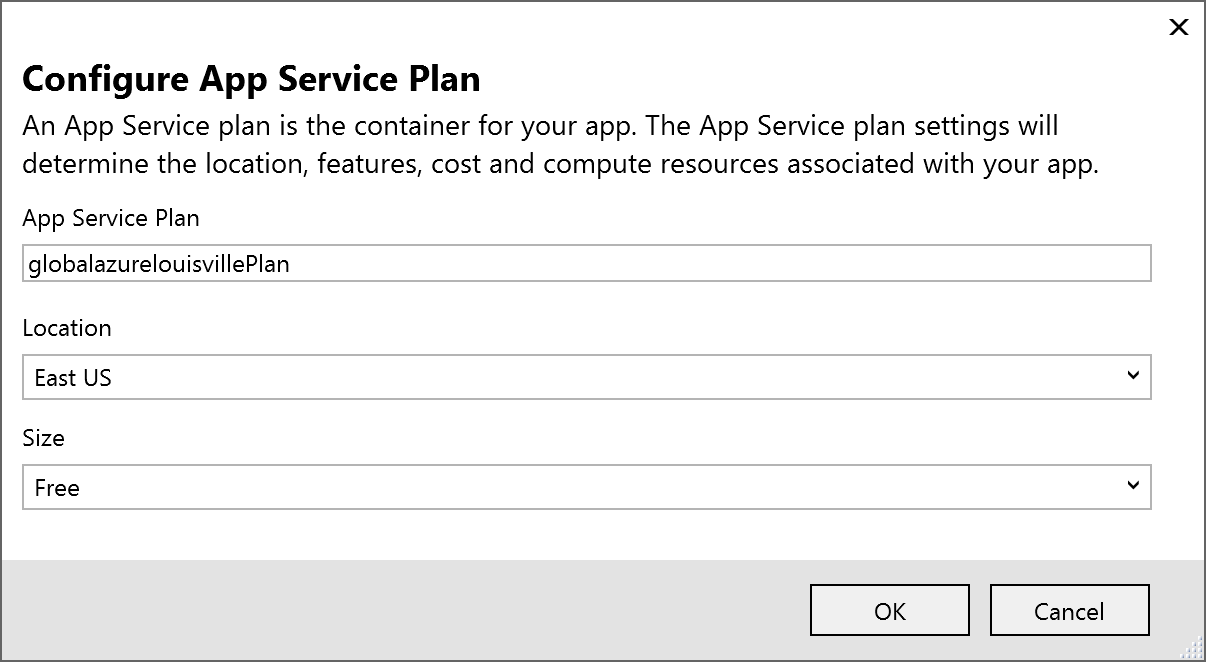 Configure App Service Plan
An App Service plan is the container for your app. The App Service plan settings will
determine the location, features, cost and compute resources associated with your app.
App Service Plan
globalazurelouisvillePlan
Location
East US
Size
Free
OK
Cancel